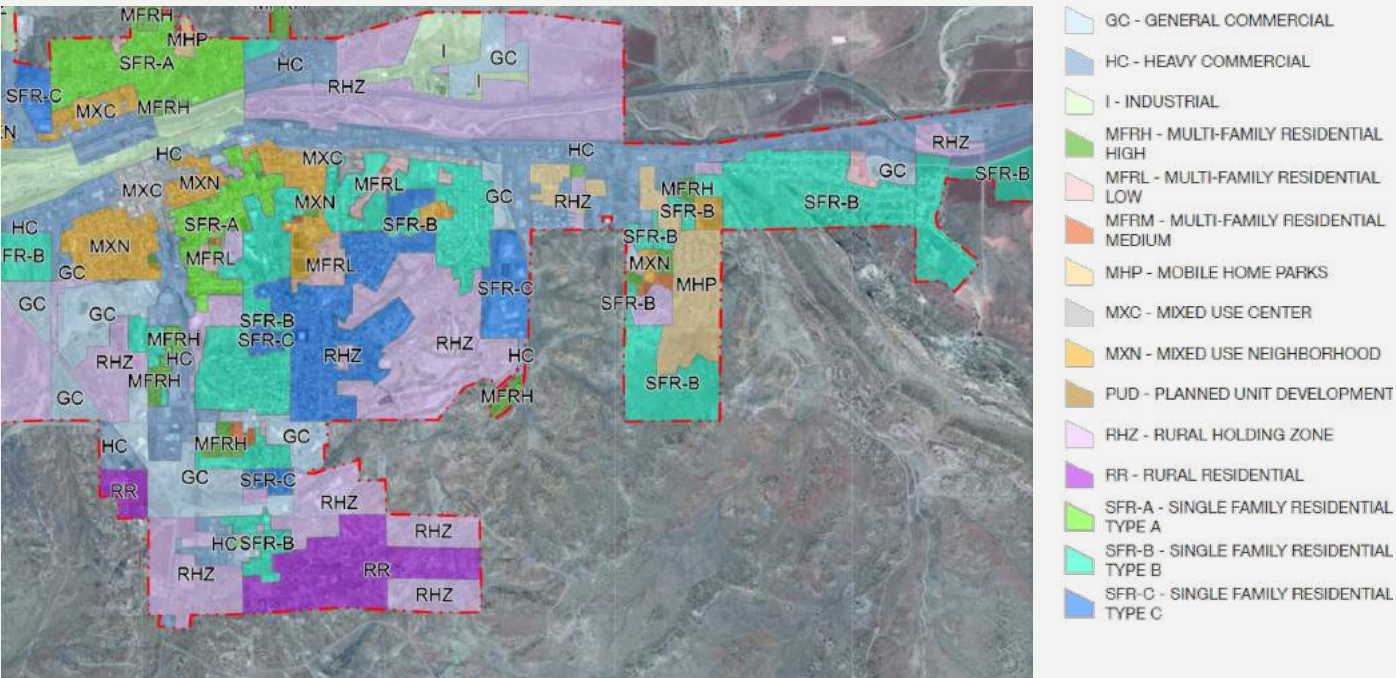 MFRH
MFRH
MHP
SFR-A
HC
I
GC
RHZ
I
SFR-C
MXC
MFRH
EN
HC
MXC
HC
RHZ
MXC
MXN
MFRL
GC
SFR-B
MXN
GC
RHZ
MFRH
SFR-B
SFR-B
HC
SFR-A
SFR-B
SFR-B
FR-B
MXN
MFRL
MFRL
MXN
GC
SFR-C
MHP
GC
GC
SFR-B
SFR-B
MFRH
SFR-C
RHZ
RHZ
HC
RHZ
HC
MFRH
SFR-B
GC
MFRH
HC
MFRH
GC
GC
SFR-C
RR
RHZ
RHZ
HC
SFR-B
RHZ
RR
RHZ
GC - GENERAL COMMERCIAL
HC - HEAVY COMMERCIAL
I - INDUSTRIAL
MFRH - MULTI-FAMILY RESIDENTIAL
HIGH
MFRL - MULTI-FAMILY RESIDENTIAL
LOW
MFRM - MULTI-FAMILY RESIDENTIAL
MEDIUM
MHP - MOBILE HOME PARKS
MXC - MIXED USE CENTER
MXN - MIXED USE NEIGHBORHOOD
PUD - PLANNED UNIT DEVELOPMENT
RHZ - RURAL HOLDING ZONE
RR - RURAL RESIDENTIAL
SFR-A - SINGLE FAMILY RESIDENTIAL
TYPE A
SFR-B - SINGLE FAMILY RESIDENTIAL
TYPE B
SFR-C - SINGLE FAMILY RESIDENTIAL
TYPE C